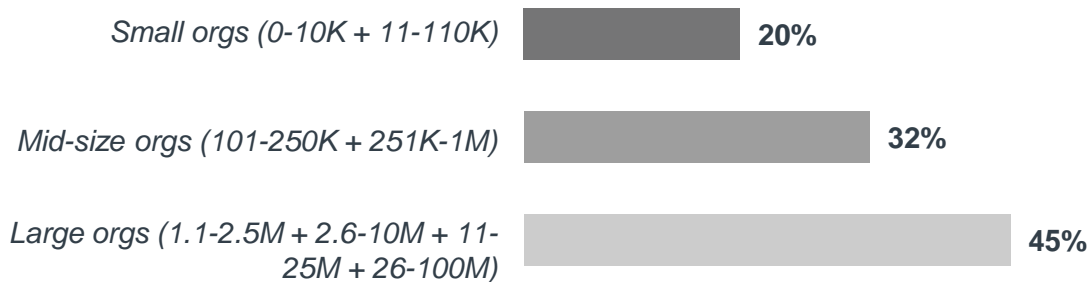 Small orgs (0-10K + 11-110K)
20%
Mid-size orgs (101-250K + 251K-1M)
32%
Large orgs (1.1-2.5M + 2.6-10M + 11-
25M + 26-100M)
45%